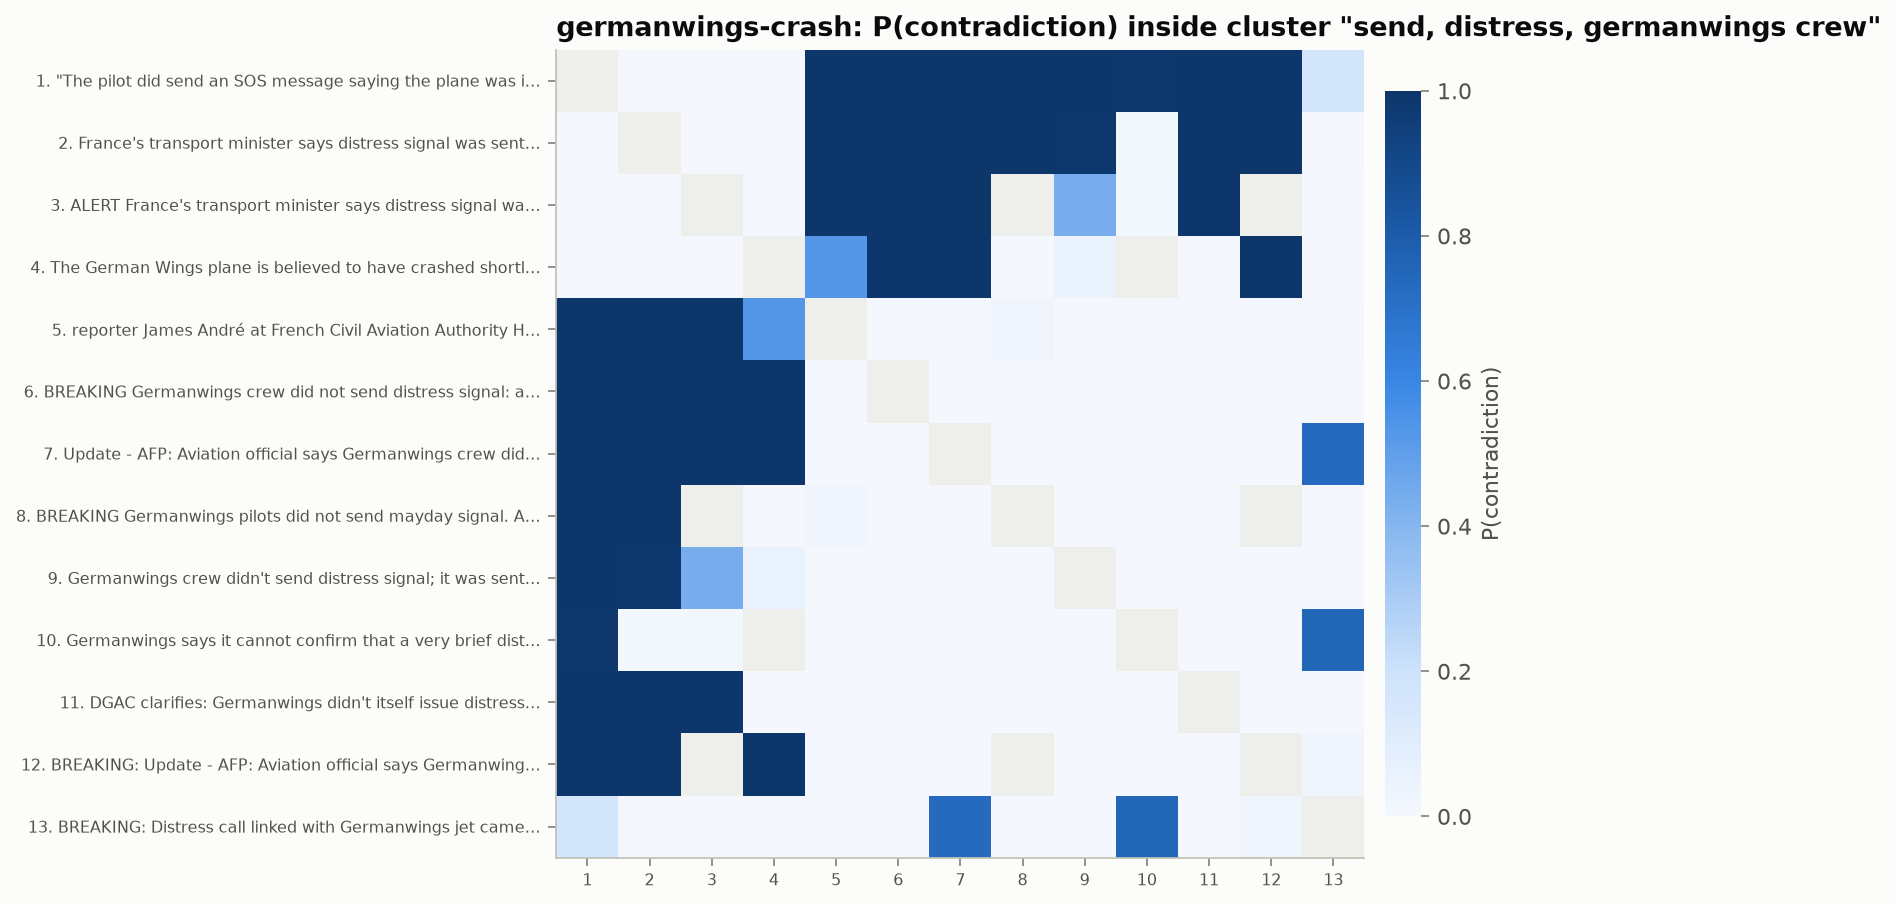 germanwings-crash: P(contradiction) inside cluster "send, distress, germanwings crew"
1. "The pilot did send an SOS message saying the plane was i...
2. France's transport minister says distress signal was sent...
3. ALERT France's transport minister says distress signal wa...
4. The German Wings plane is believed to have crashed shortl...
5. reporter James André at French Civil Aviation Authority H...
6. BREAKING Germanwings crew did not send distress signal: a...
7. Update - AFP: Aviation official says Germanwings crew did...
8. BREAKING Germanwings pilots did not send mayday signal. A...
9. Germanwings crew didn't send distress signal; it was sent...
10. Germanwings says it cannot confirm that a very brief dist...
11. DGAC clarifies: Germanwings didn't itself issue distress...
12. BREAKING: Update - AFP: Aviation official says Germanwing...
13. BREAKING: Distress call linked with Germanwings jet came...
1 2 3 4 5 6 7 8 9 10 11 12 13
1.0
0.8
0.6
0.4
0.2
0.0
P(contradiction)